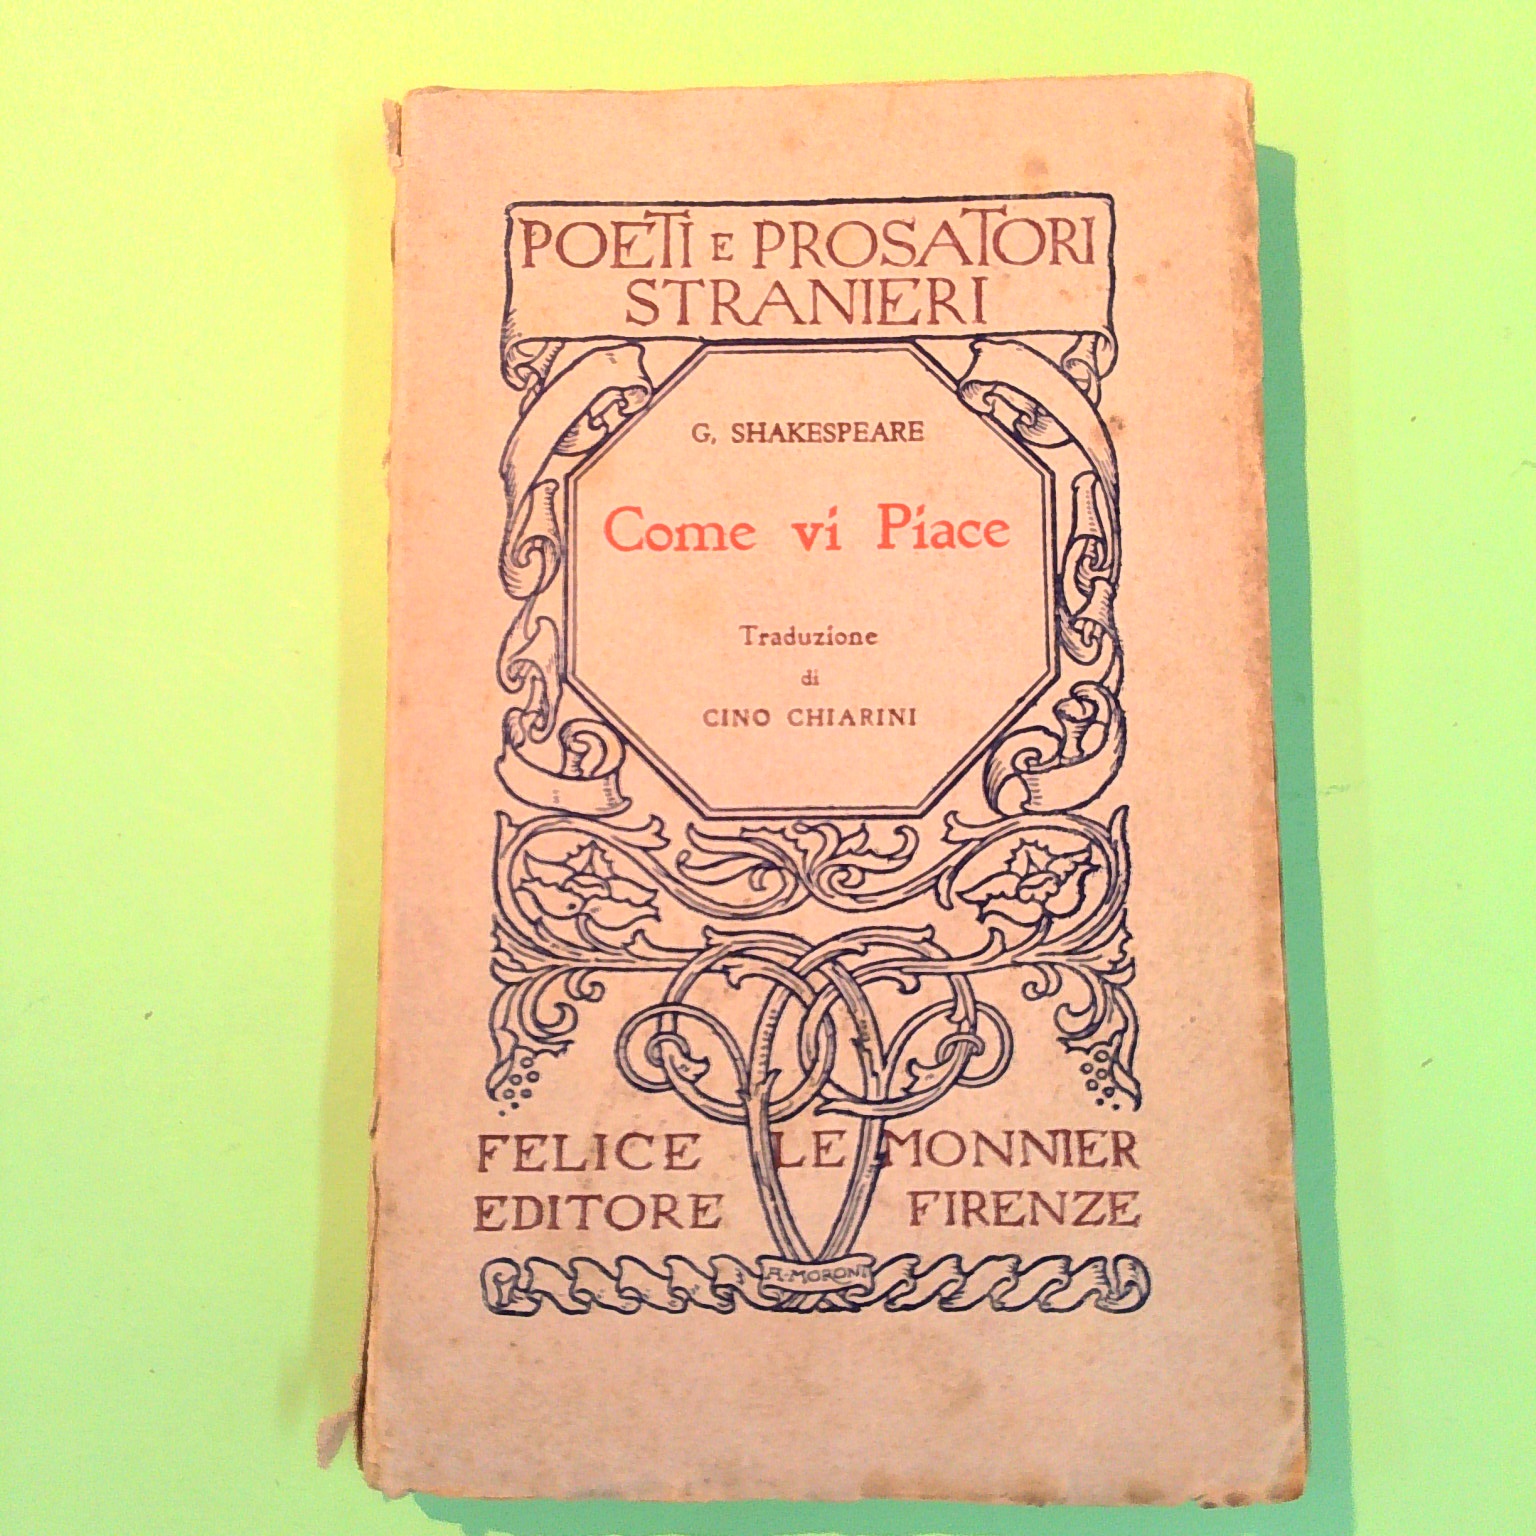 POETI E PROSATORI
STRANIERI
G. SHAKESPEARE
Come vi Piace
Traduzione
di
CINO CHIARINI
FELICE LE MONNIER
EDITORE FIRENZE
A·MORONI